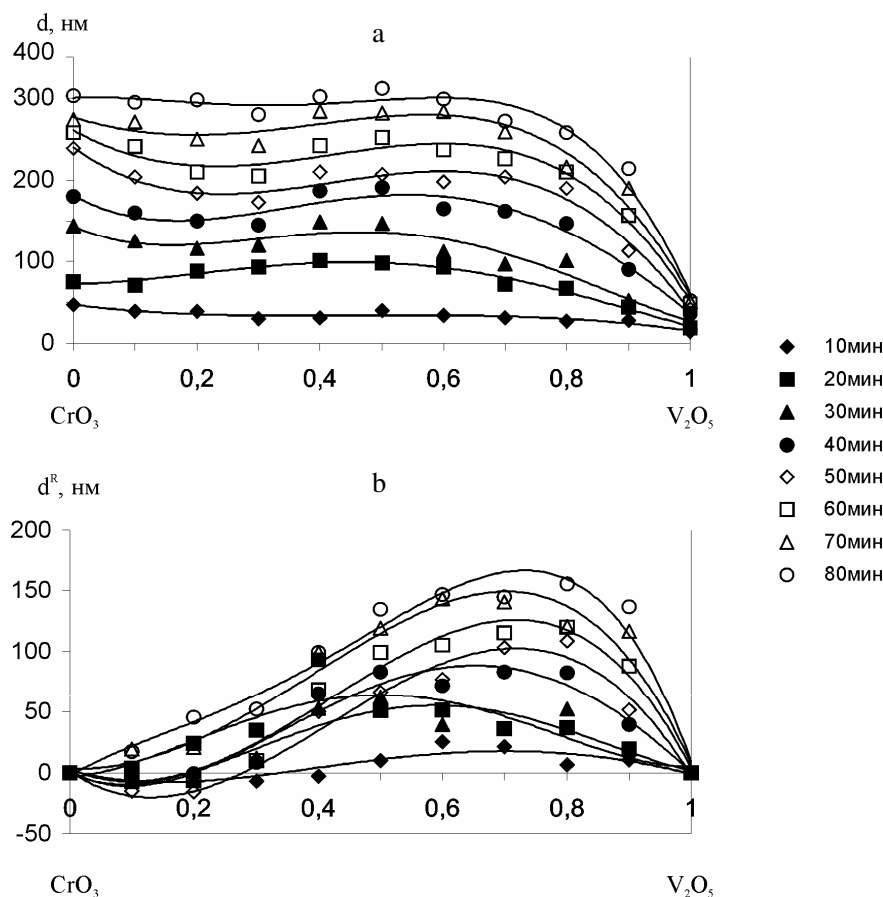 d, нм
a
400
300
200
100
0
0 0,2 0,4 0,6 0,8 1
CrO₃ V₂O₅
10мин
20мин
30мин
40мин
50мин
60мин
70мин
80мин
dᴿ, нм
b
200
150
100
50
0
-50
0 0,2 0,4 0,6 0,8 1
CrO₃ V₂O₅